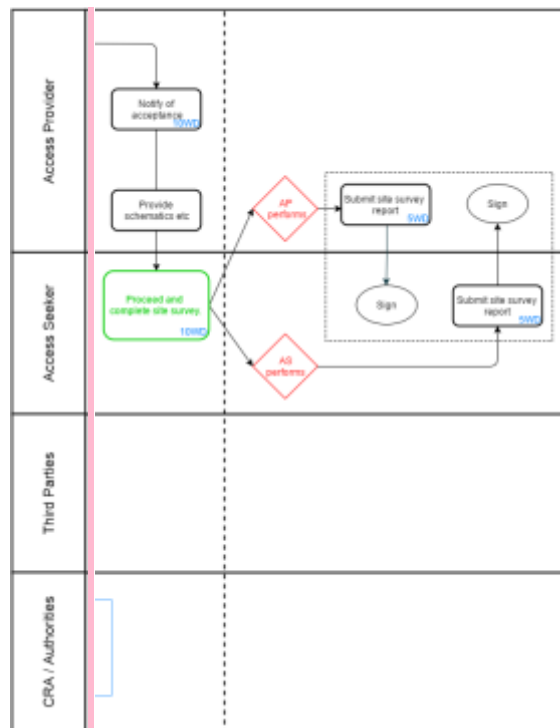 Access Provider
Notify of
acceptance
10WD
Provide
schematics etc
AP
performs
Submit site survey
report
5WD
Sign
Access Seeker
Proceed and
complete site survey.
10WD
AS
performs
Sign
Submit site survey
report
5WD
Third Parties
CRA / Authorities